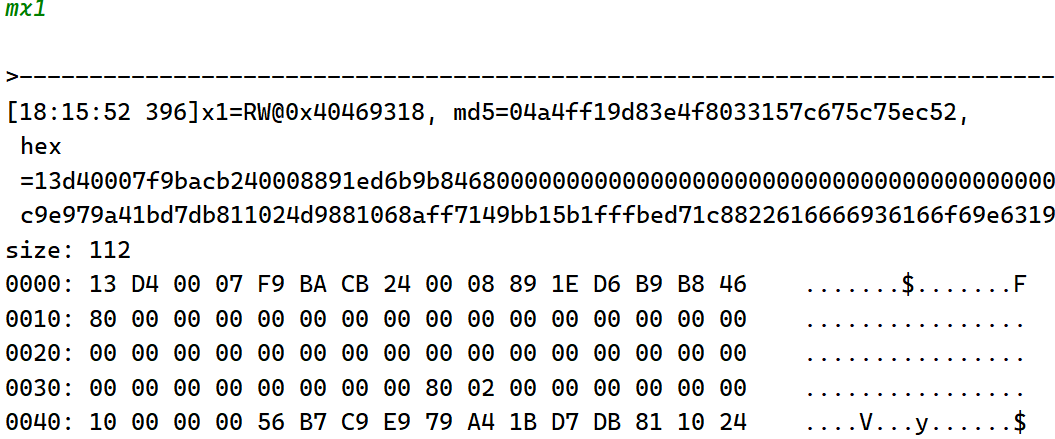 mx1
>--------------------------------------------------------------------------
[18:15:52 396]x1=RW@0x40469318, md5=04a4ff19d83e4f8033157c675c75ec52,
hex
=13d40007f9bacb240008891ed6b9b84680000000000000000000000000000000000000000
c9e979a41bd7db811024d9881068aff7149bb15b1fffbed71c8822616666936166f69e6319
size: 112
0000: 13 D4 00 07 F9 BA CB 24 00 08 89 1E D6 B9 B8 46    .......$.......F
0010: 80 00 00 00 00 00 00 00 00 00 00 00 00 00 00 00    ................
0020: 00 00 00 00 00 00 00 00 00 00 00 00 00 00 00 00    ................
0030: 00 00 00 00 00 00 00 00 80 02 00 00 00 00 00 00    ................
0040: 10 00 00 00 56 B7 C9 E9 79 A4 1B D7 DB 81 10 24    ....V...y......$